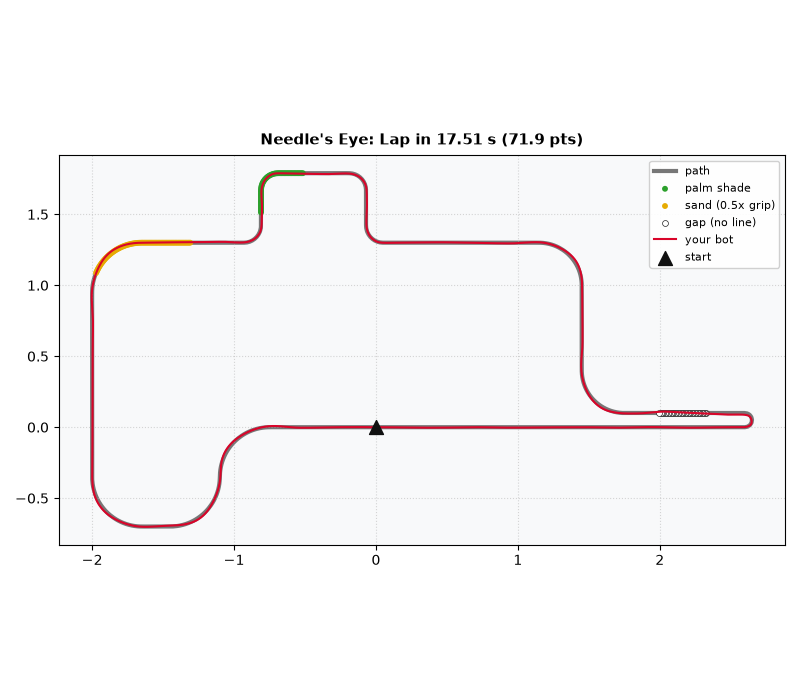 Needle's Eye: Lap in 17.51 s (71.9 pts)
path
palm shade
sand (0.5x grip)
gap (no line)
your bot
start
1.5
1.0
0.5
0.0
−0.5
−2
−1
0
1
2